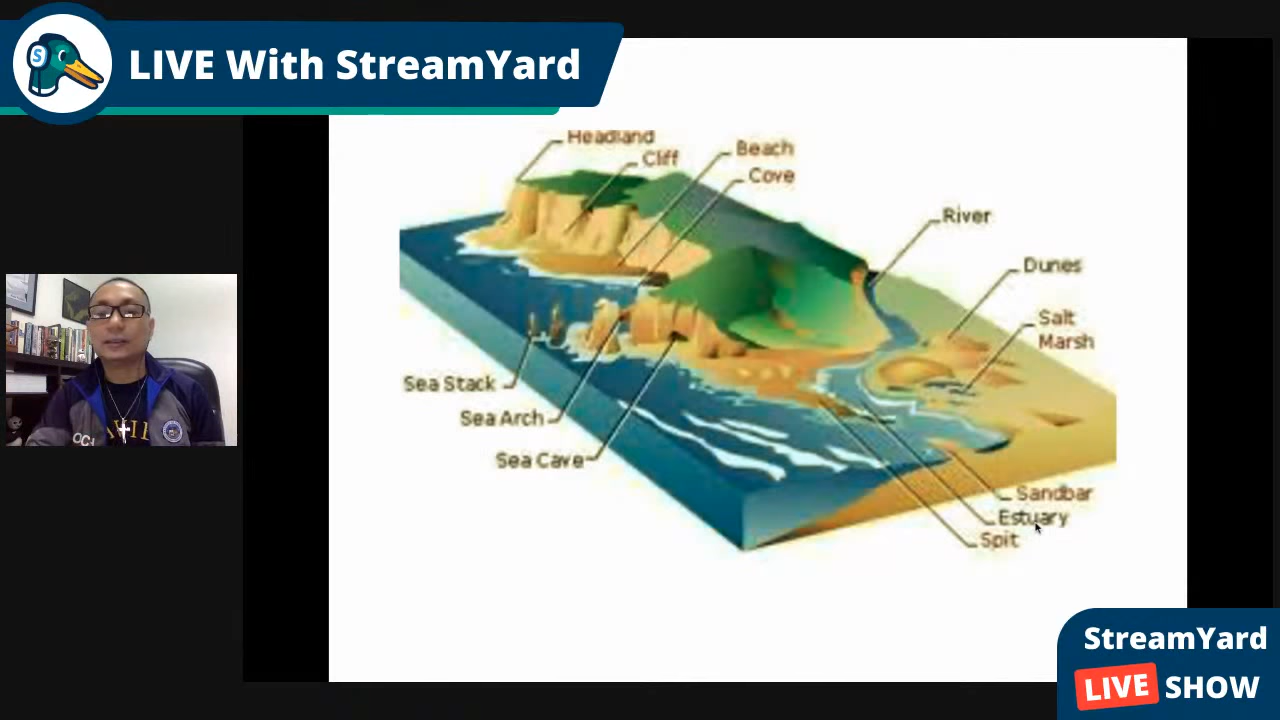 LIVE With StreamYard
Headland
Cliff
Beach
Cove
River
Dunes
Salt
Marsh
Sea Stack
Sea Arch
Sea Cave
Sandbar
Estuary
Spit
StreamYard
LIVE SHOW